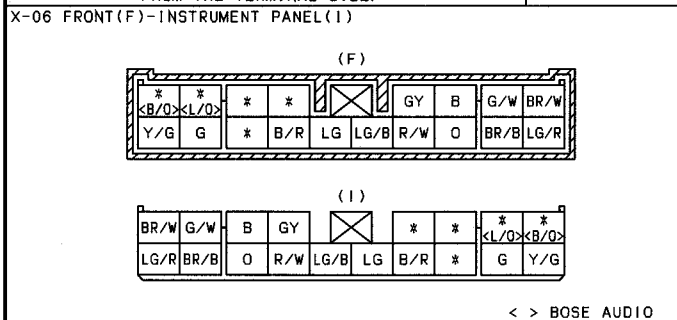 X-06 FRONT(F)-INSTRUMENT PANEL(I)
(F)
* * * * GY B G/W BR/W
<B/O> <L/O>
Y/G G * B/R LG LG/B R/W O BR/B LG/R
(I)
BR/W G/W B GY * * * *
<L/O> <B/O>
LG/R BR/B O R/W LG/B LG B/R * G Y/G
< > BOSE AUDIO